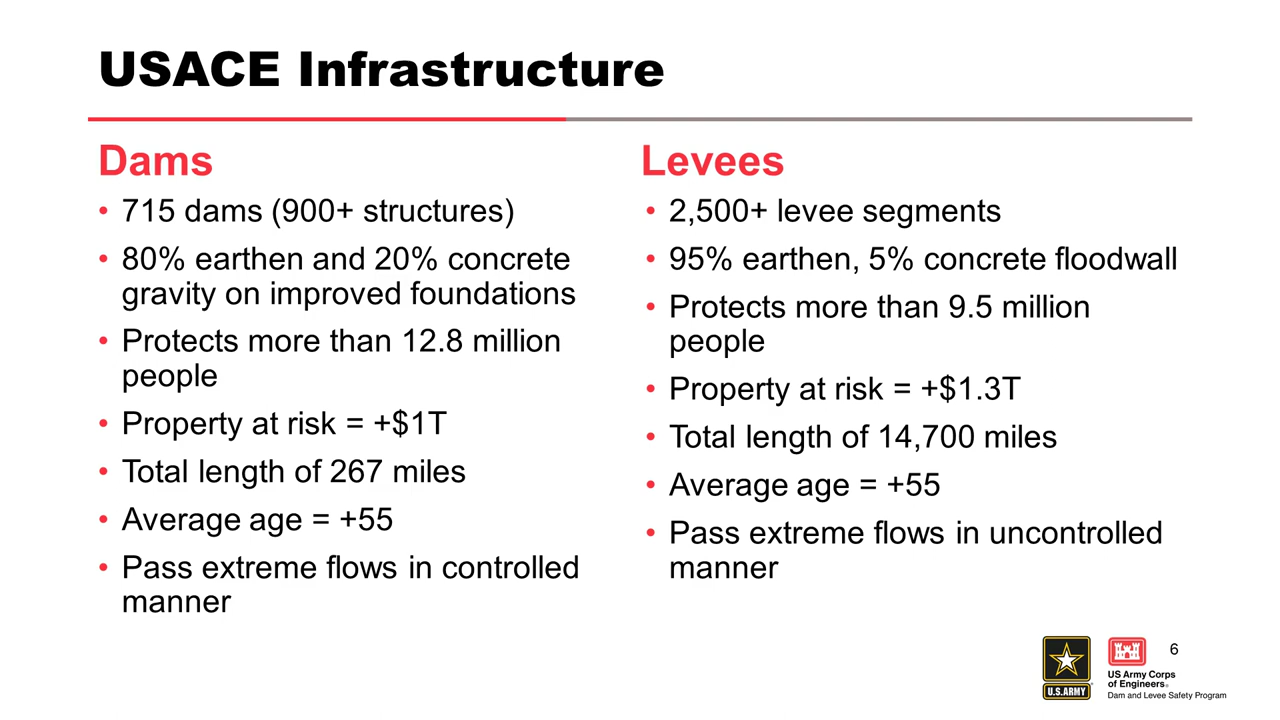 USACE Infrastructure
Dams
• 715 dams (900+ structures)
• 80% earthen and 20% concrete
gravity on improved foundations
• Protects more than 12.8 million
people
• Property at risk = +$1T
• Total length of 267 miles
• Average age = +55
• Pass extreme flows in controlled
manner
Levees
• 2,500+ levee segments
• 95% earthen, 5% concrete floodwall
• Protects more than 9.5 million
people
• Property at risk = +$1.3T
• Total length of 14,700 miles
• Average age = +55
• Pass extreme flows in uncontrolled
manner
U.S.ARMY
US Army Corps
of Engineers®
Dam and Levee Safety Program
6